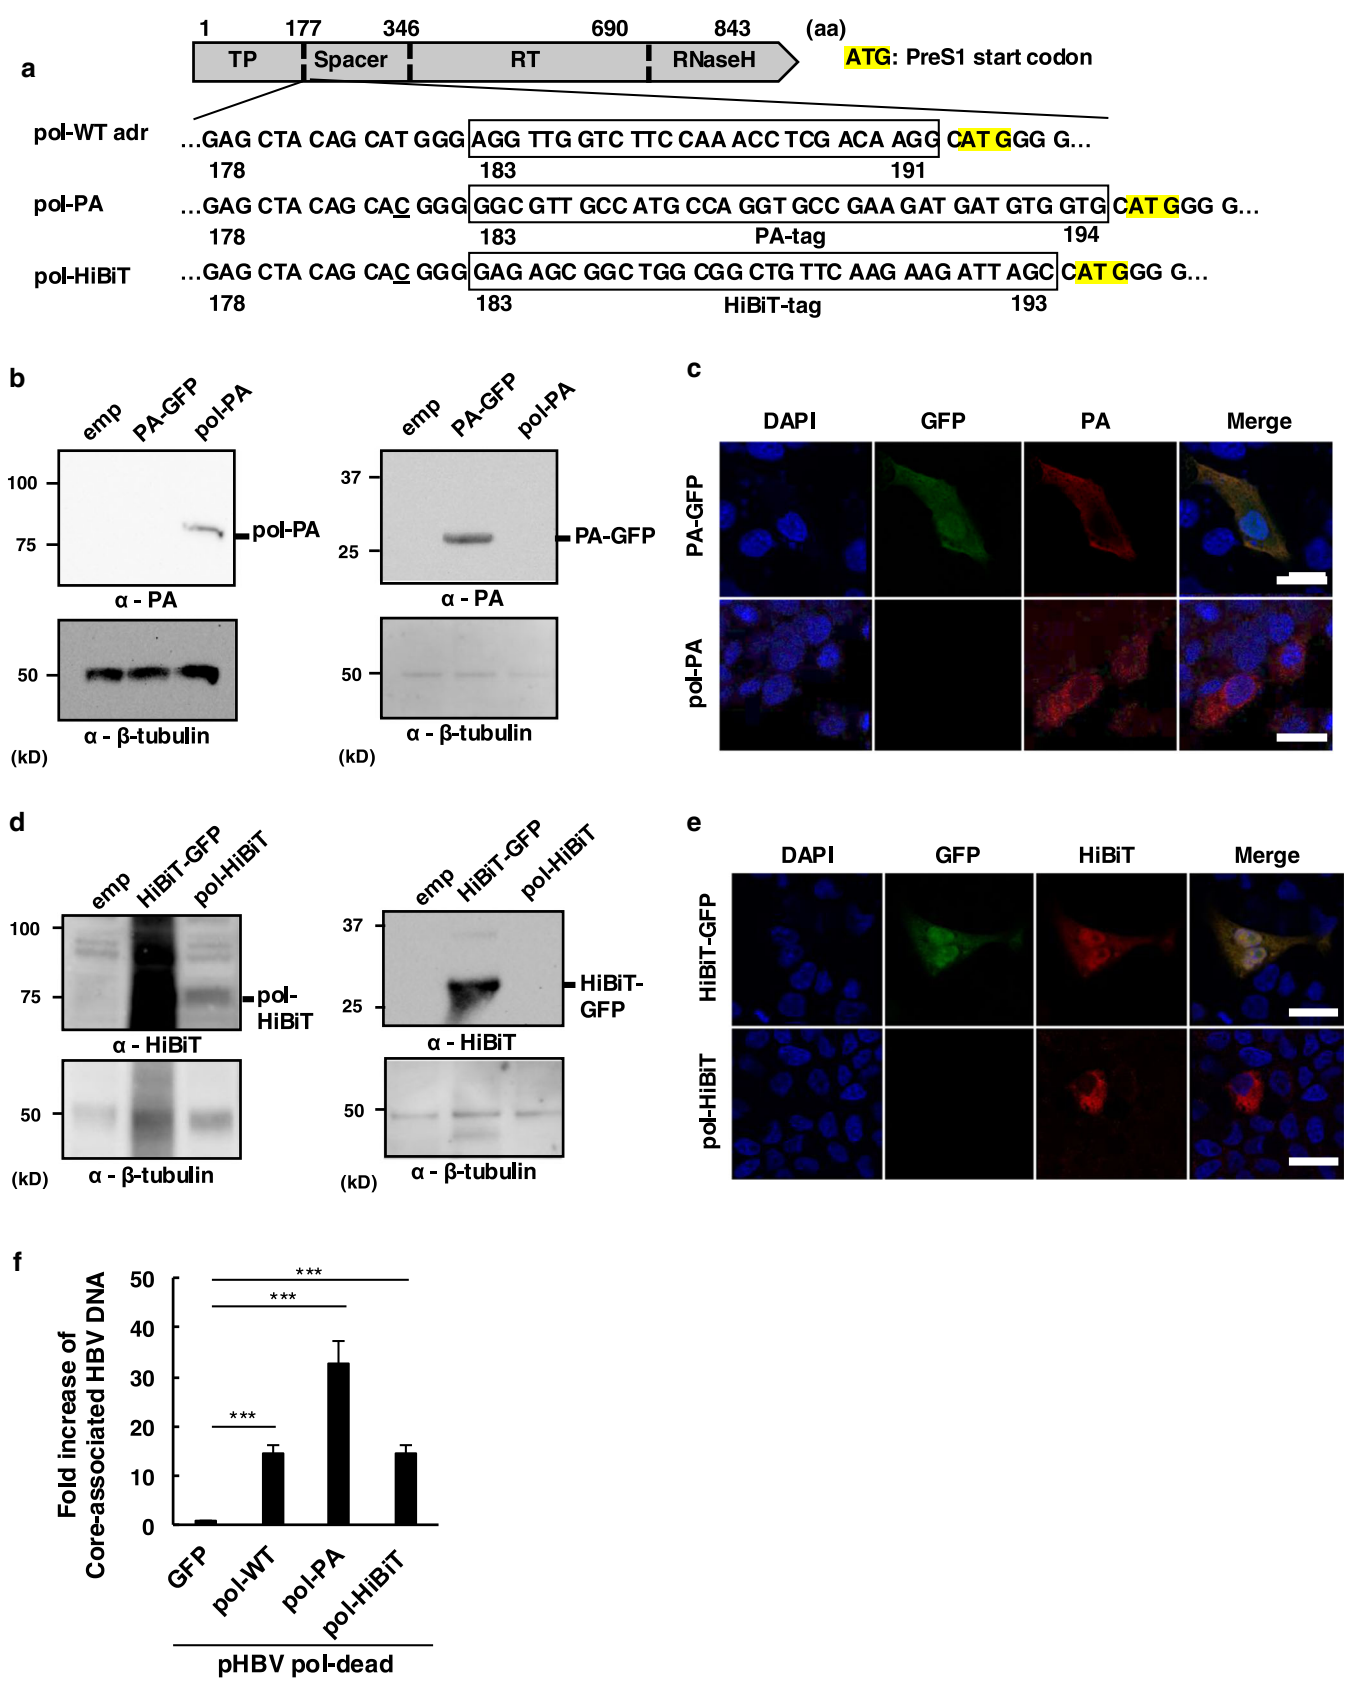 1 177 346 690 843 (aa)
a
TP Spacer RT RNaseH
ATG: PreS1 start codon
pol-WT adr
...GAG CTA CAG CAT GGG AGG TTG GTC TTC CAA ACC TCG ACA AGG CAT GGG G...
178 183 191
pol-PA
...GAG CTA CAG CAC GGG GGC GTT GCC ATG CCA GGT GCC GAA GAT GAT GTG GTG CAT GGG G...
178 183 PA-tag 194
pol-HiBiT
...GAG CTA CAG CAC GGG GAG AGC GGC TGG CGG CTG TTC AAG AAG ATT AGC CAT GGG G...
178 183 HiBiT-tag 193
b
emp PA-GFP pol-PA
100
75
pol-PA
α - PA
50
α - β-tubulin
(kD)
emp PA-GFP pol-PA
37
25
PA-GFP
α - PA
50
α - β-tubulin
(kD)
c
DAPI GFP PA Merge
PA-GFP
pol-PA
d
emp HiBiT-GFP pol-HiBiT
100
75
pol-
HiBiT
α - HiBiT
50
α - β-tubulin
(kD)
emp HiBiT-GFP pol-HiBiT
37
25
HiBiT-
GFP
α - HiBiT
50
α - β-tubulin
(kD)
e
DAPI GFP HiBiT Merge
HiBiT-GFP
pol-HiBiT
f
Fold increase of
Core-associated HBV DNA
50
40
30
20
10
0
***
***
***
GFP pol-WT pol-PA pol-HiBiT
pHBV pol-dead